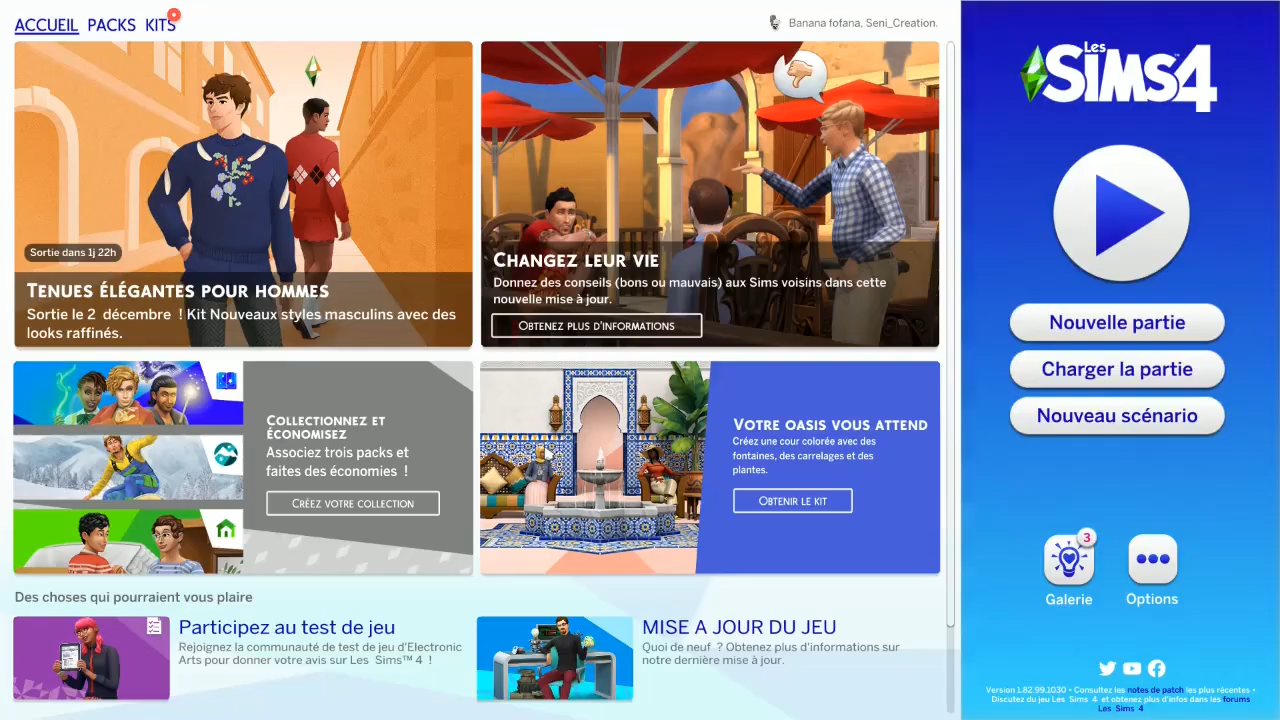 ACCUEIL PACKS KITS
Banana fofana, Seni_Creation.
Sortie dans 1j 22h
TENUES ÉLÉGANTES POUR HOMMES
Sortie le 2 décembre ! Kit Nouveaux styles masculins avec des
looks raffinés.
CHANGEZ LEUR VIE
Donnez des conseils (bons ou mauvais) aux Sims voisins dans cette
nouvelle mise à jour.
OBTENEZ PLUS D'INFORMATIONS
COLLECTIONNEZ ET
ÉCONOMISEZ
Associez trois packs et
faites des économies !
CRÉEZ VOTRE COLLECTION
VOTRE OASIS VOUS ATTEND
Créez une cour colorée avec des
fontaines, des carrelages et des
plantes.
OBTENIR LE KIT
Des choses qui pourraient vous plaire
Participez au test de jeu
Rejoignez la communauté de test de jeu d'Electronic
Arts pour donner votre avis sur Les Sims™ 4 !
MISE A JOUR DU JEU
Quoi de neuf ? Obtenez plus d'informations sur
notre dernière mise à jour.
Les
SIMS 4
Nouvelle partie
Charger la partie
Nouveau scénario
3
Galerie
Options
Version 1.82.99.1030 • Consultez les notes de patch les plus récentes •
Discutez du jeu Les Sims 4 et obtenez plus d'infos dans les forums
Les Sims 4